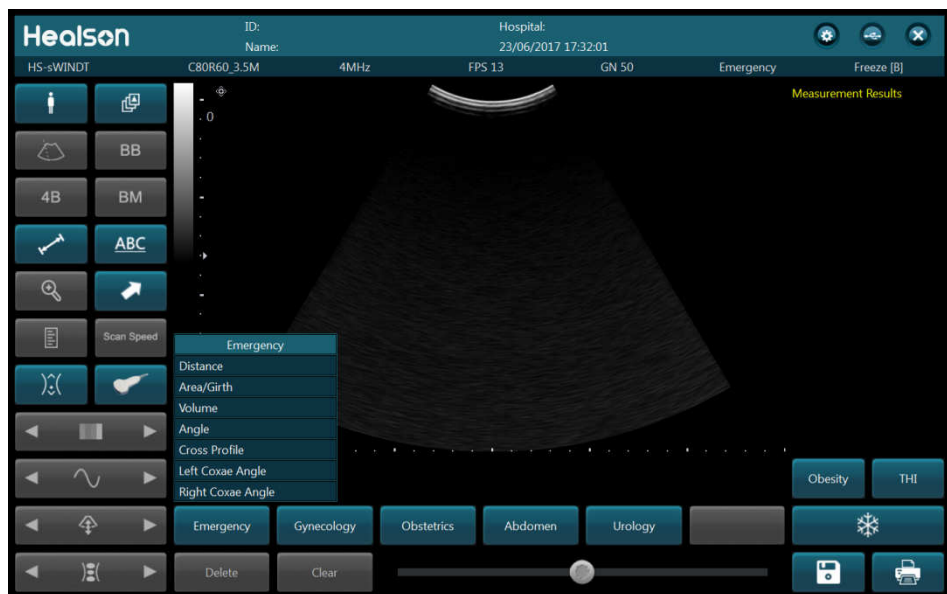 Healson
ID:
Name:
Hospital:
23/06/2017 17:32:01
HS-sWINDT
C80R60_3.5M
4MHz
FPS 13
GN 50
Emergency
Freeze [B]
Measurement Results
0
BB
4B
BM
ABC
Scan Speed
Emergency
Distance
Area/Girth
Volume
Angle
Cross Profile
Left Coxae Angle
Right Coxae Angle
Obesity
THI
Emergency
Gynecology
Obstetrics
Abdomen
Urology
Delete
Clear